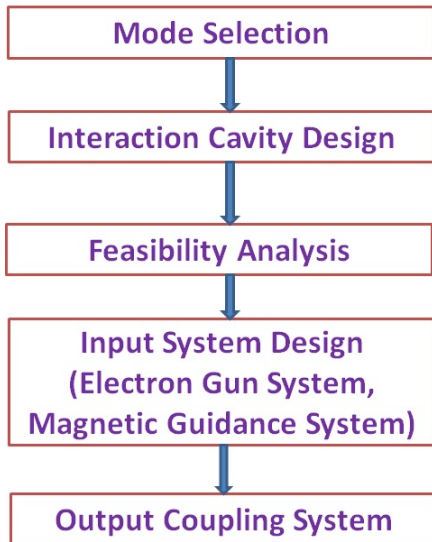 Mode Selection
Interaction Cavity Design
Feasibility Analysis
Input System Design
(Electron Gun System,
Magnetic Guidance System)
Output Coupling System